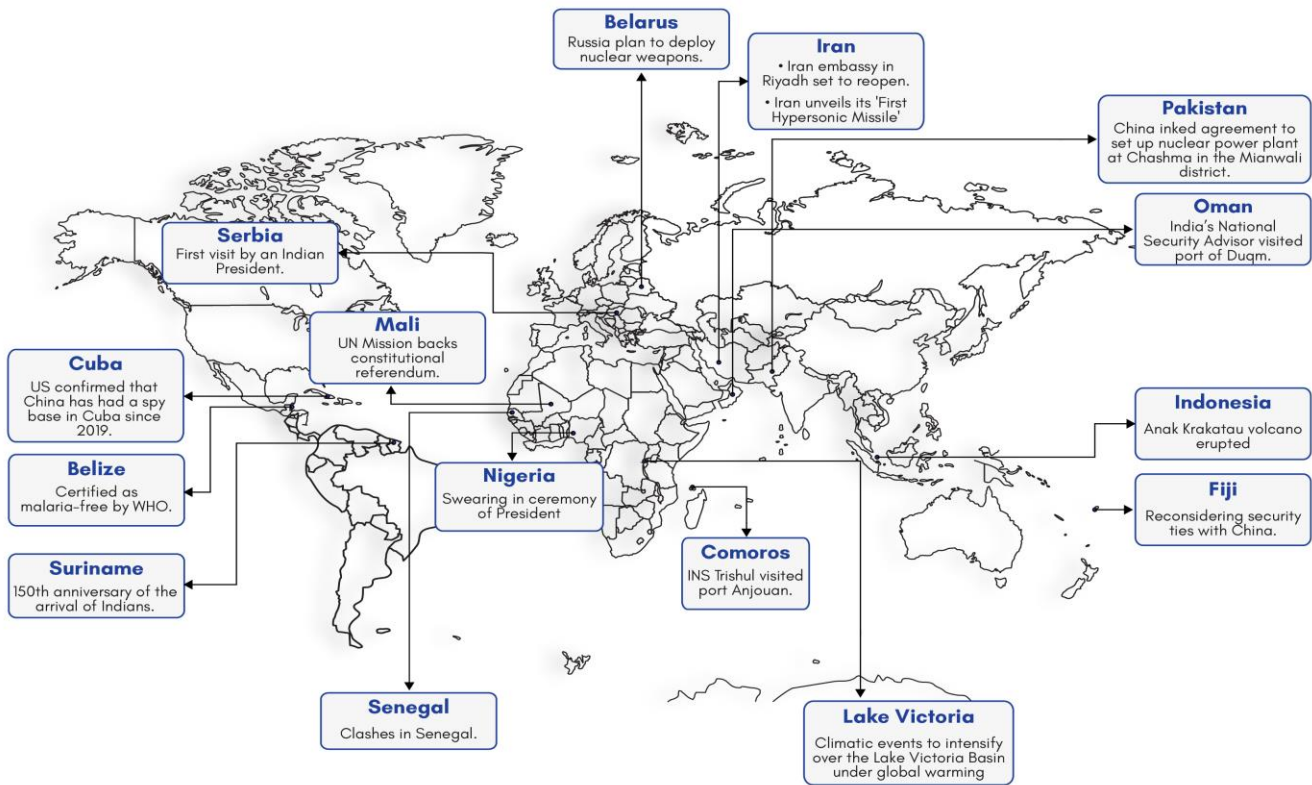 Belarus
Russia plan to deploy
nuclear weapons.
Iran
• Iran embassy in
Riyadh set to reopen.
• Iran unveils its 'First
Hypersonic Missile'
Pakistan
China inked agreement to
set up nuclear power plant
at Chashma in the Mianwali
district.
Oman
India's National
Security Advisor visited
port of Duqm.
Serbia
First visit by an Indian
President.
Mali
UN Mission backs
constitutional
referendum.
Cuba
US confirmed that
China has had a spy
base in Cuba since
2019.
Indonesia
Anak Krakatau volcano
erupted
Belize
Certified as
malaria-free by WHO.
Nigeria
Swearing in ceremony
of President
Fiji
Reconsidering security
ties with China.
Comoros
INS Trishul visited
port Anjouan.
Suriname
150th anniversary of the
arrival of Indians.
Senegal
Clashes in Senegal.
Lake Victoria
Climatic events to intensify
over the Lake Victoria Basin
under global warming